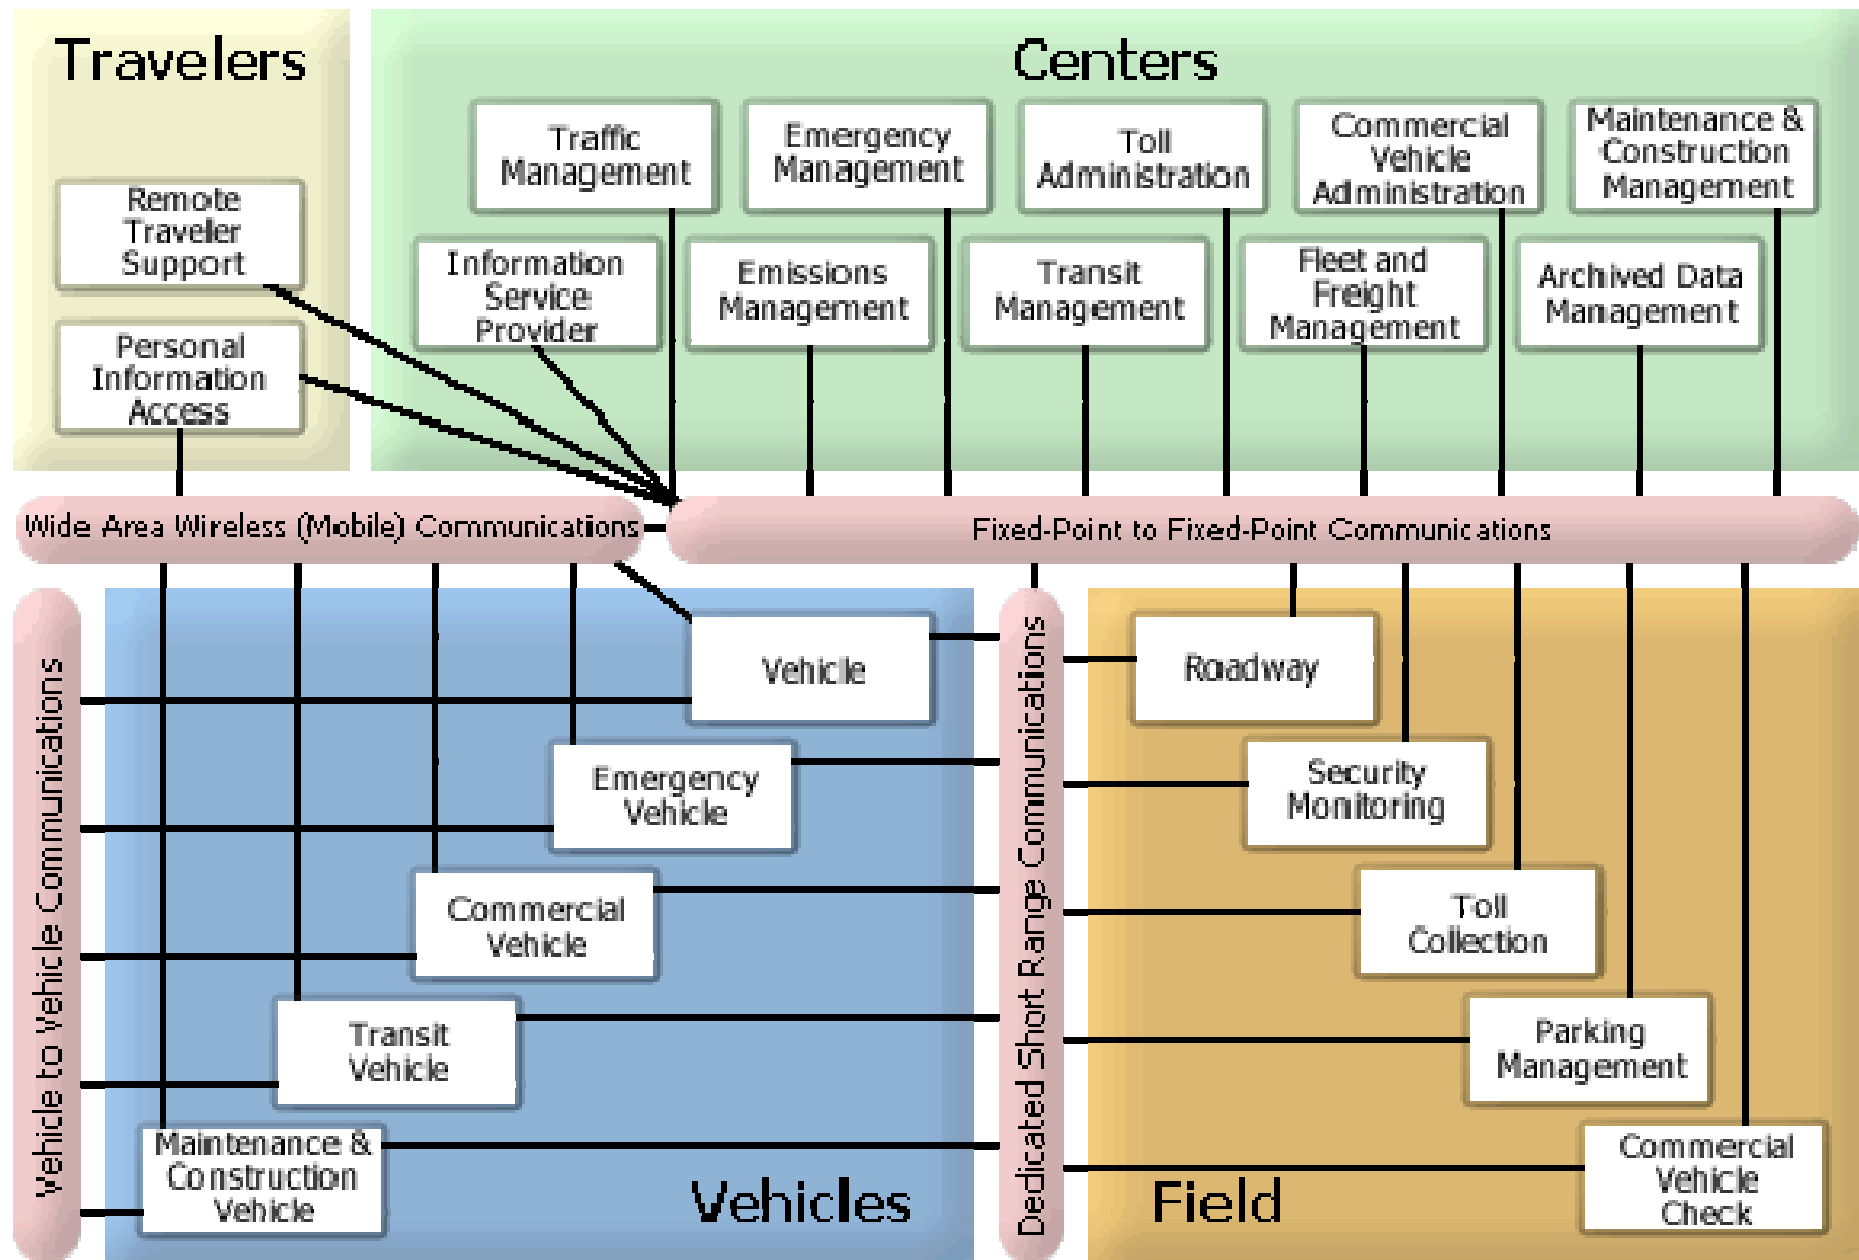 Travelers
Remote
Traveler
Support
Personal
Information
Access
Centers
Traffic
Management
Emergency
Management
Toll
Administration
Commercial
Vehicle
Administration
Maintenance &
Construction
Management
Information
Service
Provider
Emissions
Management
Transit
Management
Fleet and
Freight
Management
Archived Data
Management
Wide Area Wireless (Mobile) Communications
Fixed-Point to Fixed-Point Communications
Vehicle to Vehicle Communications
Vehicle
Emergency
Vehicle
Commercial
Vehicle
Transit
Vehicle
Maintenance &
Construction
Vehicle
Vehicles
Dedicated Short Range Communications
Roadway
Security
Monitoring
Toll
Collection
Parking
Management
Commercial
Vehicle
Check
Field